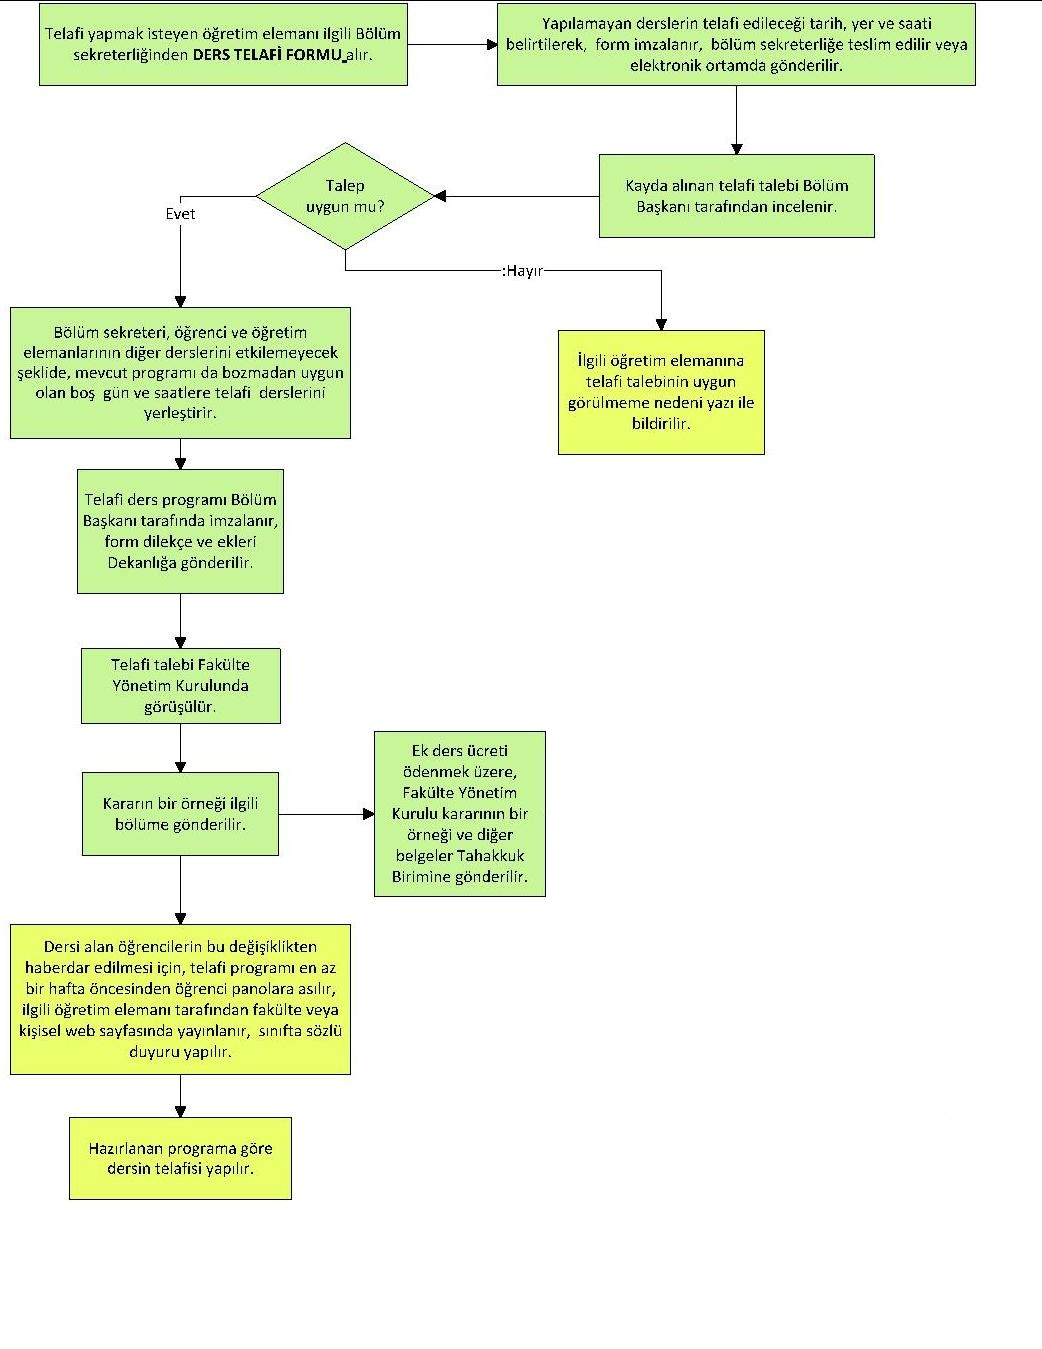 Telafi yapmak isteyen öğretim elemanı ilgili Bölüm
sekreterliğinden DERS TELAFİ FORMU alır.
Yapılamayan derslerin telafi edileceği tarih, yer ve saati
belirtilerek, form imzalanır, bölüm sekreterliğe teslim edilir veya
elektronik ortamda gönderilir.
Kayda alınan telafi talebi Bölüm
Başkanı tarafından incelenir.
Talep
uygun mu?
Evet
:Hayır
Bölüm sekreteri, öğrenci ve öğretim
elemanlarının diğer derslerini etkilemeyecek
şeklide, mevcut programı da bozmadan uygun
olan boş gün ve saatlere telafi derslerini
yerleştirir.
İlgili öğretim elemanına
telafi talebinin uygun
görülmeme nedeni yazı ile
bildirilir.
Telafi ders programı Bölüm
Başkanı tarafında imzalanır,
form dilekçe ve ekleri
Dekanlığa gönderilir.
Telafi talebi Fakülte
Yönetim Kurulunda
görüşülür.
Kararın bir örneği ilgili
bölüme gönderilir.
Ek ders ücreti
ödenmek üzere,
Fakülte Yönetim
Kurulu kararının bir
örneği ve diğer
belgeler Tahakkuk
Birimine gönderilir.
Dersi alan öğrencilerin bu değişiklikten
haberdar edilmesi için, telafi programı en az
bir hafta öncesinden öğrenci panolara asılır,
ilgili öğretim elemanı tarafından fakülte veya
kişisel web sayfasında yayınlanır, sınıfta sözlü
duyuru yapılır.
Hazırlanan programa göre
dersin telafisi yapılır.